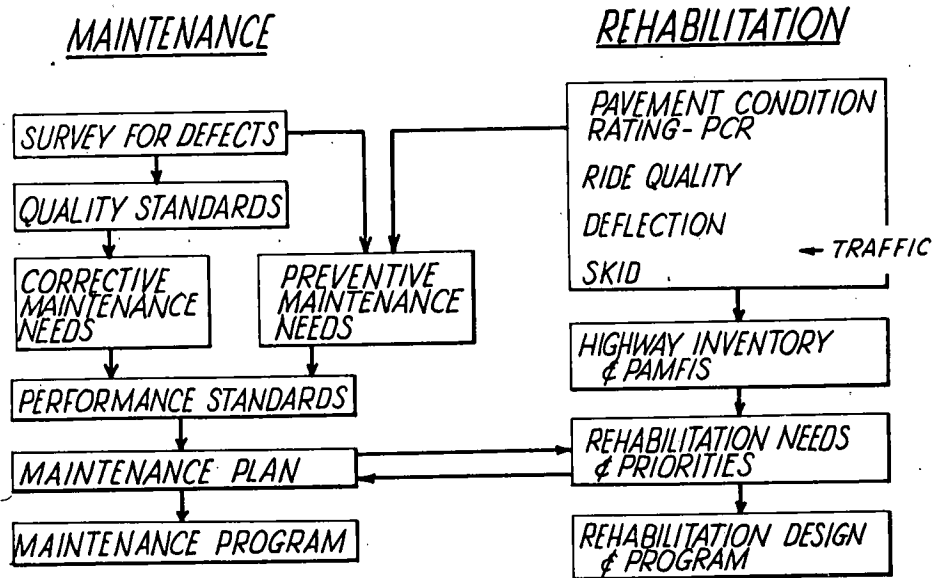 MAINTENANCE
SURVEY FOR DEFECTS
QUALITY STANDARDS
CORRECTIVE
MAINTENANCE
NEEDS
PREVENTIVE
MAINTENANCE
NEEDS
PERFORMANCE STANDARDS
MAINTENANCE PLAN
MAINTENANCE PROGRAM
REHABILITATION
PAVEMENT CONDITION
RATING - PCR
RIDE QUALITY
DEFLECTION
TRAFFIC
SKID
HIGHWAY INVENTORY
& PAMFIS
REHABILITATION NEEDS
& PRIORITIES
REHABILITATION DESIGN
& PROGRAM